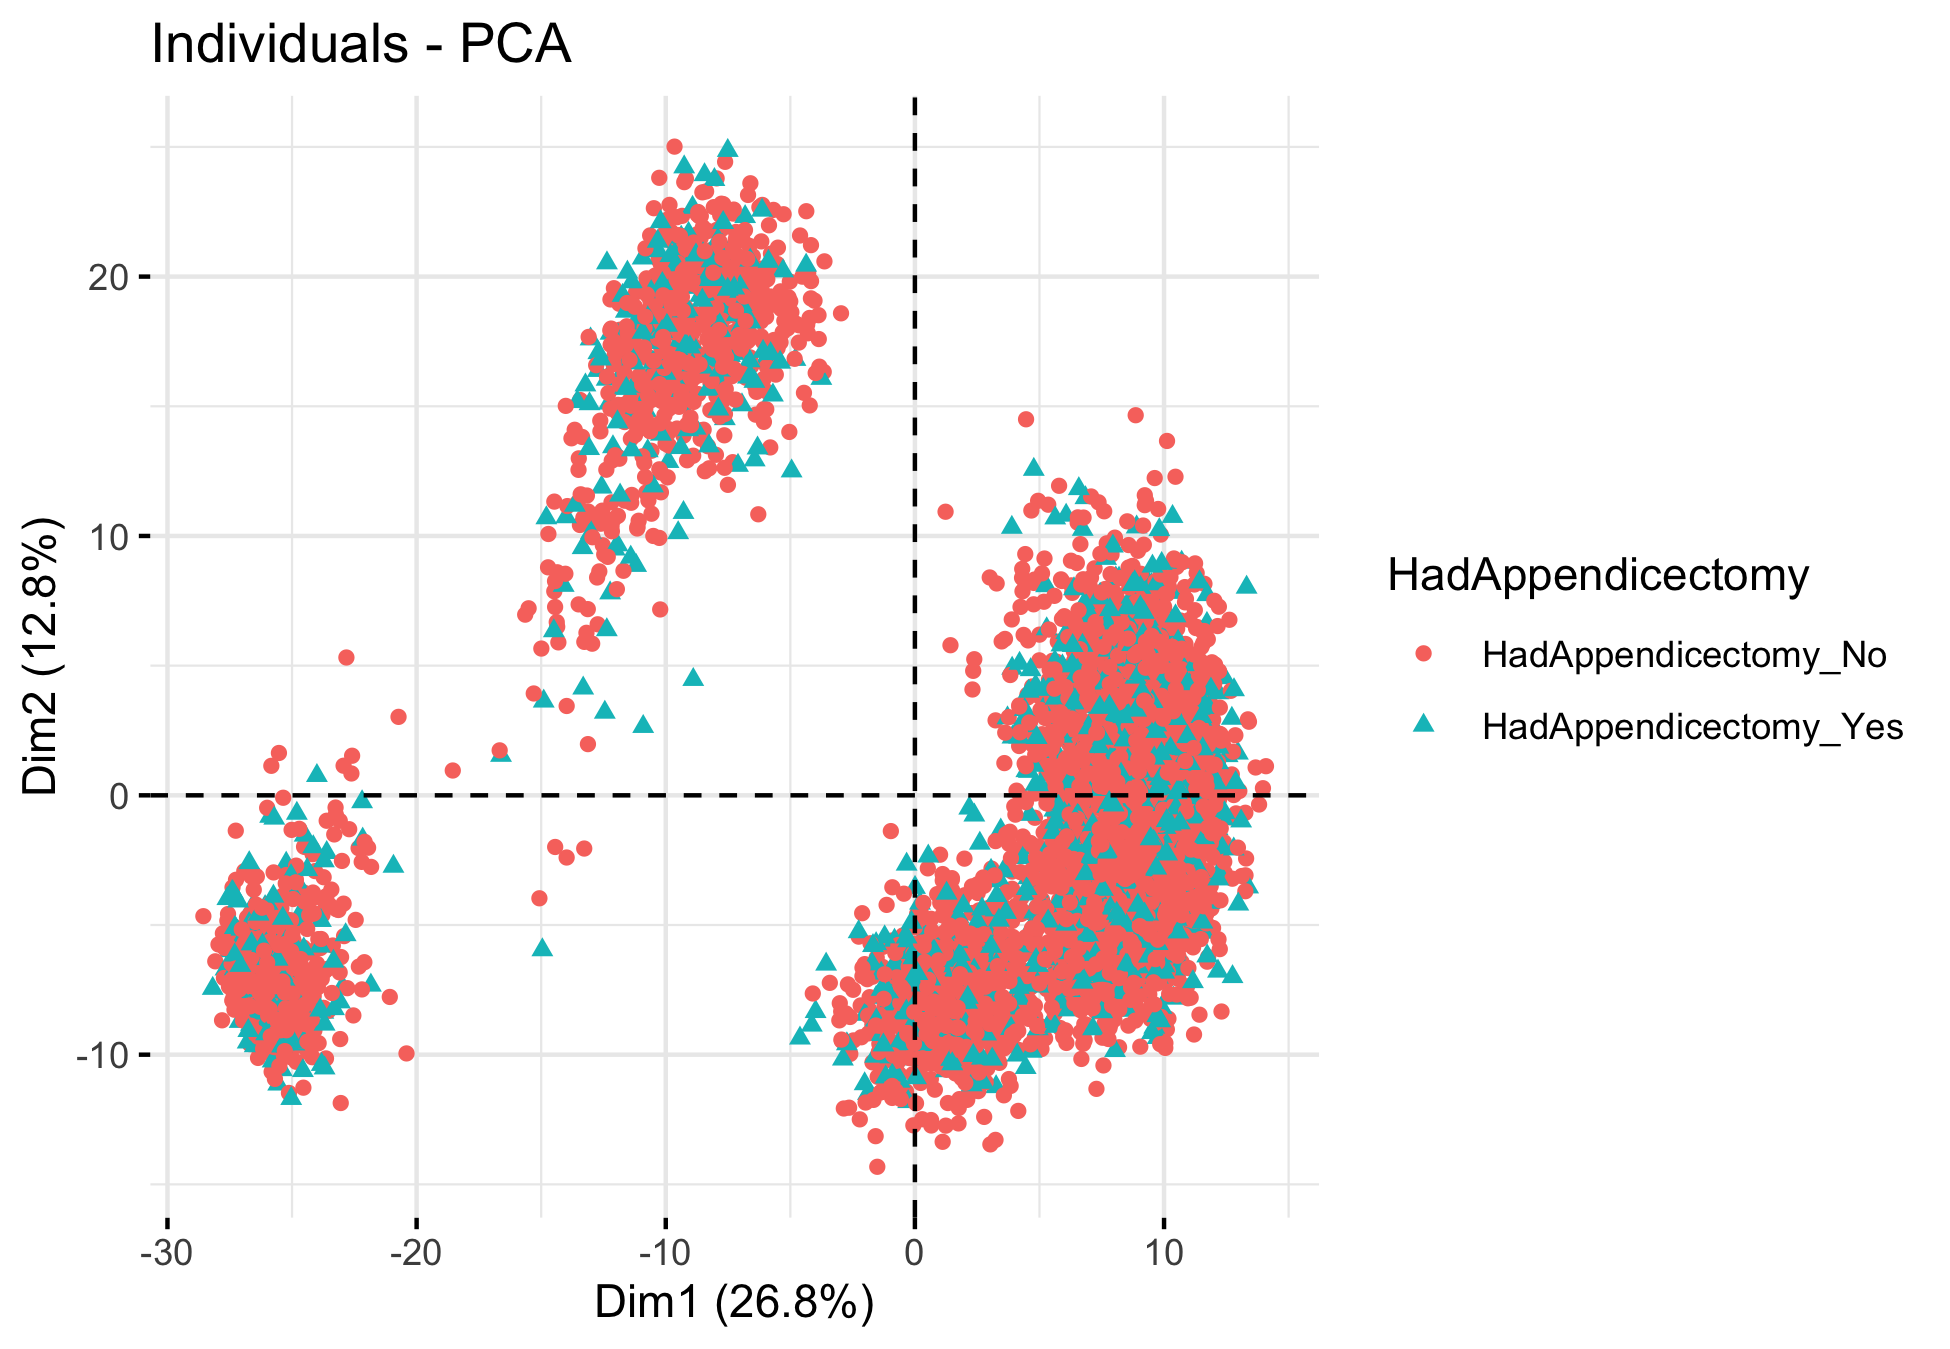 Individuals - PCA
20
10
0
-10
-30
-20
-10
0
10
Dim1 (26.8%)
Dim2 (12.8%)
HadAppendicectomy
HadAppendicectomy_No
HadAppendicectomy_Yes